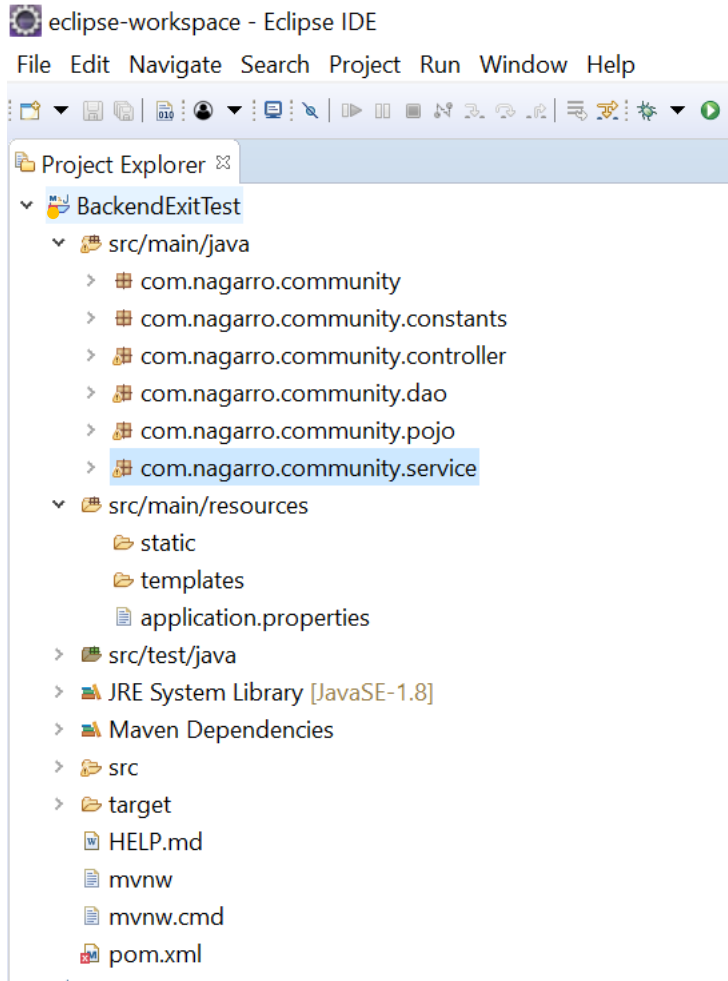 eclipse-workspace - Eclipse IDE
File Edit Navigate Search Project Run Window Help
Project Explorer
BackendExitTest
src/main/java
com.nagarro.community
com.nagarro.community.constants
com.nagarro.community.controller
com.nagarro.community.dao
com.nagarro.community.pojo
com.nagarro.community.service
src/main/resources
static
templates
application.properties
src/test/java
JRE System Library [JavaSE-1.8]
Maven Dependencies
src
target
HELP.md
mvnw
mvnw.cmd
pom.xml